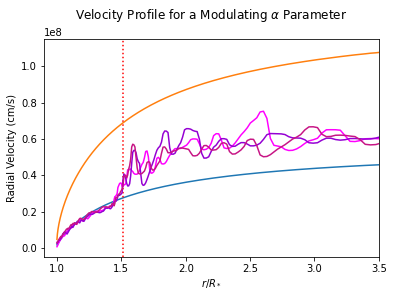 Velocity Profile for a Modulating α Parameter
1e8
Radial Velocity (cm/s)
1.0
0.8
0.6
0.4
0.2
0.0
1.0 1.5 2.0 2.5 3.0 3.5
r/R*